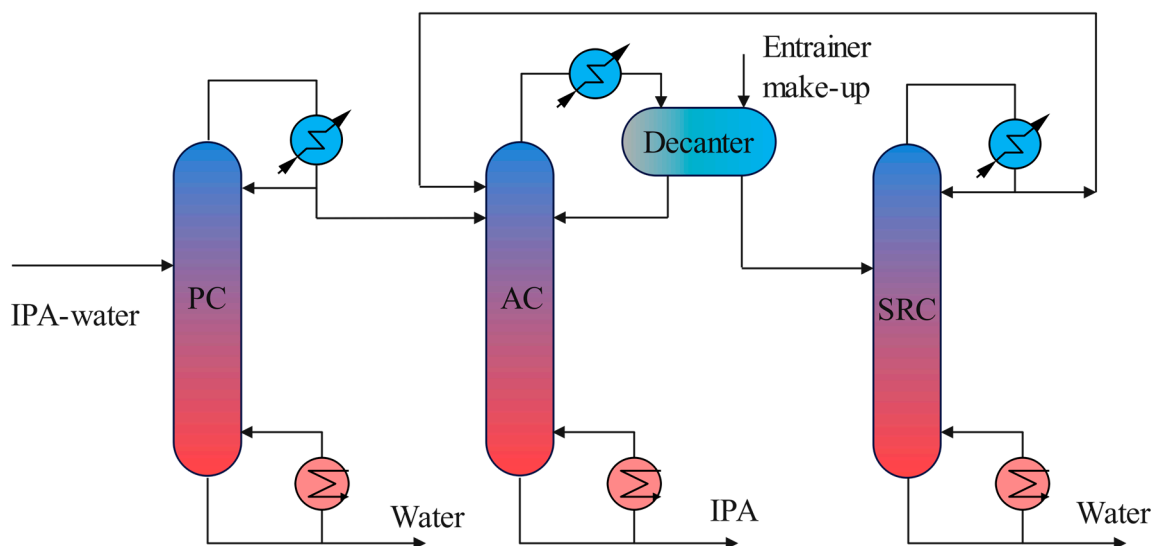 Entrainer
make-up
Decanter
IPA-water
PC
AC
SRC
Water
IPA
Water